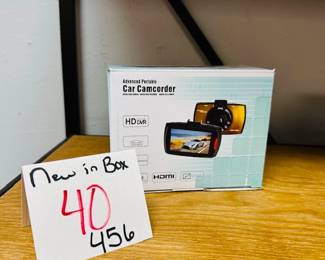 Advanced Portable
Car Camcorder
HD DVR
HDMI
New in Box
40
456